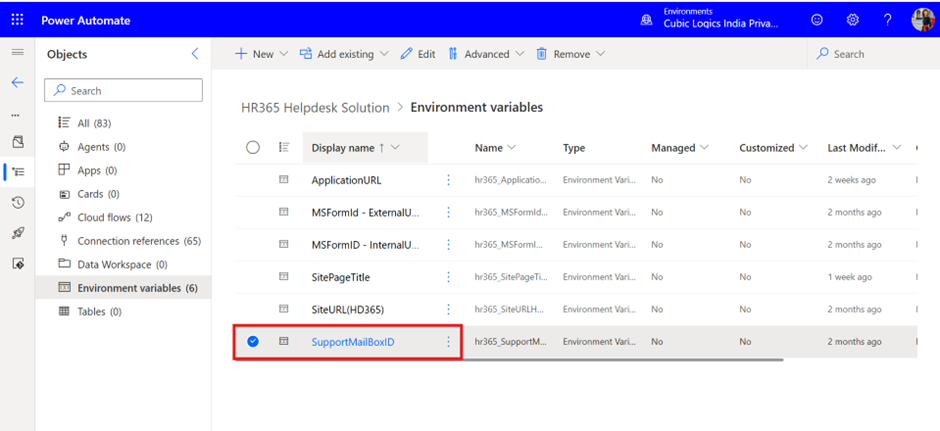 Power Automate
Environments
Cubic Logics India Priva...
?
Objects
New
Add existing
Edit
Advanced
Remove
Search
Search
HR365 Helpdesk Solution > Environment variables
All (83)
Agents (0)
Apps (0)
Cards (0)
Cloud flows (12)
Connection references (65)
Data Workspace (0)
Environment variables (6)
Tables (0)
Display name ↑ Name Type Managed Customized Last Modif...
ApplicationURL hr365_Applicatio... Environment Vari... No No 2 weeks ago
MSFormId - ExternalU... hr365_MSFormId... Environment Vari... No No 2 months ago
MSFormID - InternalU... hr365_MSFormI... Environment Vari... No No 2 months ago
SitePageTitle hr365_SitePageTi... Environment Vari... No No 1 week ago
SiteURL(HD365) hr365_SiteURLH... Environment Vari... No No 2 months ago
SupportMailBoxID hr365_SupportM... Environment Vari... No No 2 months ago